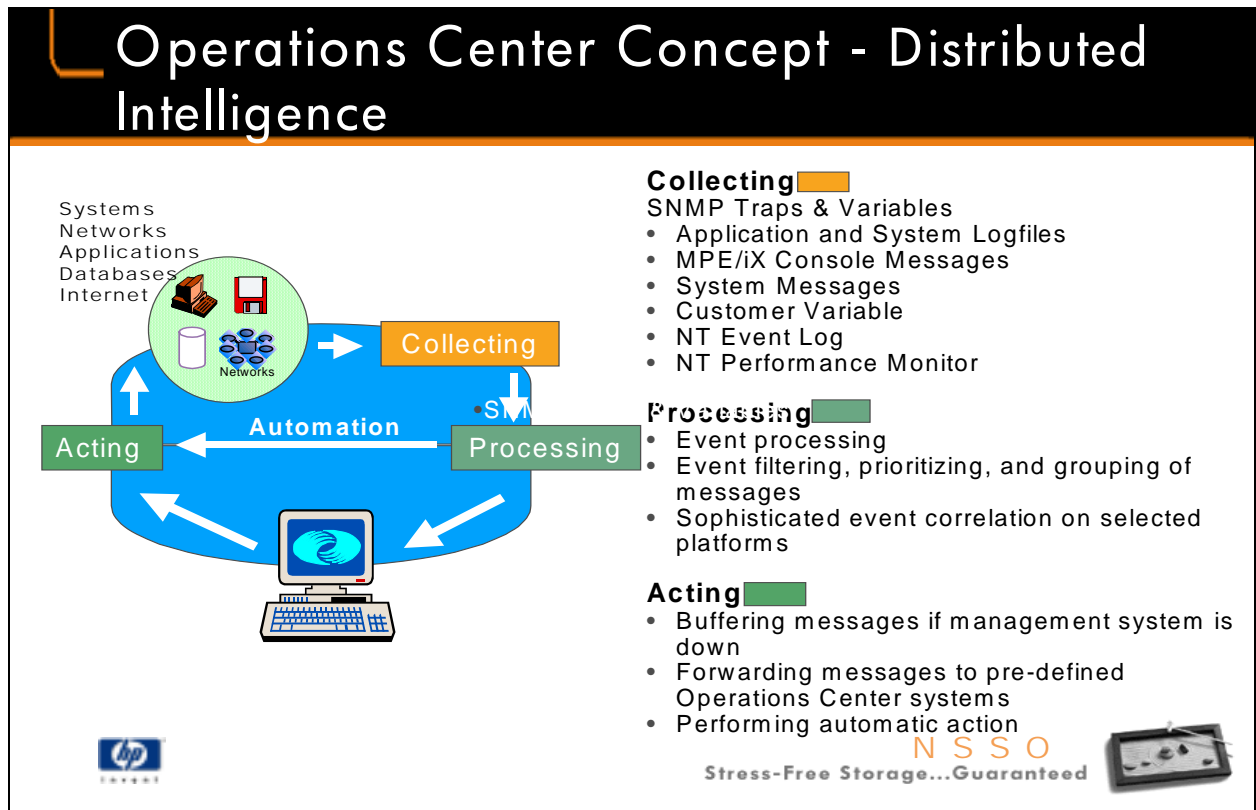 Operations Center Concept - Distributed
Intelligence
Systems
Networks
Applications
Databases
Internet
Networks
Collecting
Processing
Automation
Acting
Collecting
SNMP Traps & Variables
• Application and System Logfiles
• MPE/iX Console Messages
• System Messages
• Customer Variable
• NT Event Log
• NT Performance Monitor
Processing
• Event processing
• Event filtering, prioritizing, and grouping of
messages
• Sophisticated event correlation on selected
platforms
Acting
• Buffering messages if management system is
down
• Forwarding messages to pre-defined
Operations Center systems
• Performing automatic action
hp
invent
NSSO
Stress-Free Storage...Guaranteed